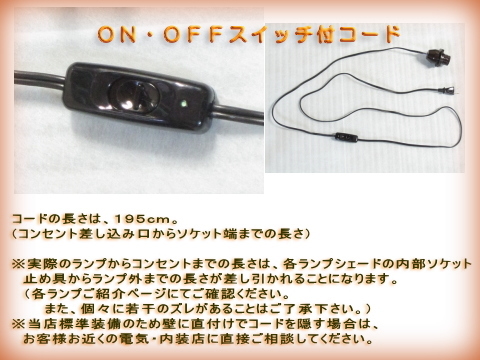 ON・OFFスイッチ付コード
コードの長さは、195cm。
(コンセント差し込み口からソケット端までの長さ)
※実際のランプからコンセントまでの長さは、各ランプシェードの内部ソケット
止め具からランプ外までの長さが差し引かれることになります。
(各ランプご紹介ページにてご確認ください。
また、個々に若干のズレがあることはご了承下さい。)
※当店標準装備のため壁に直付けでコードを隠す場合は、
お客様お近くの電気・内装店に直接ご相談してください。